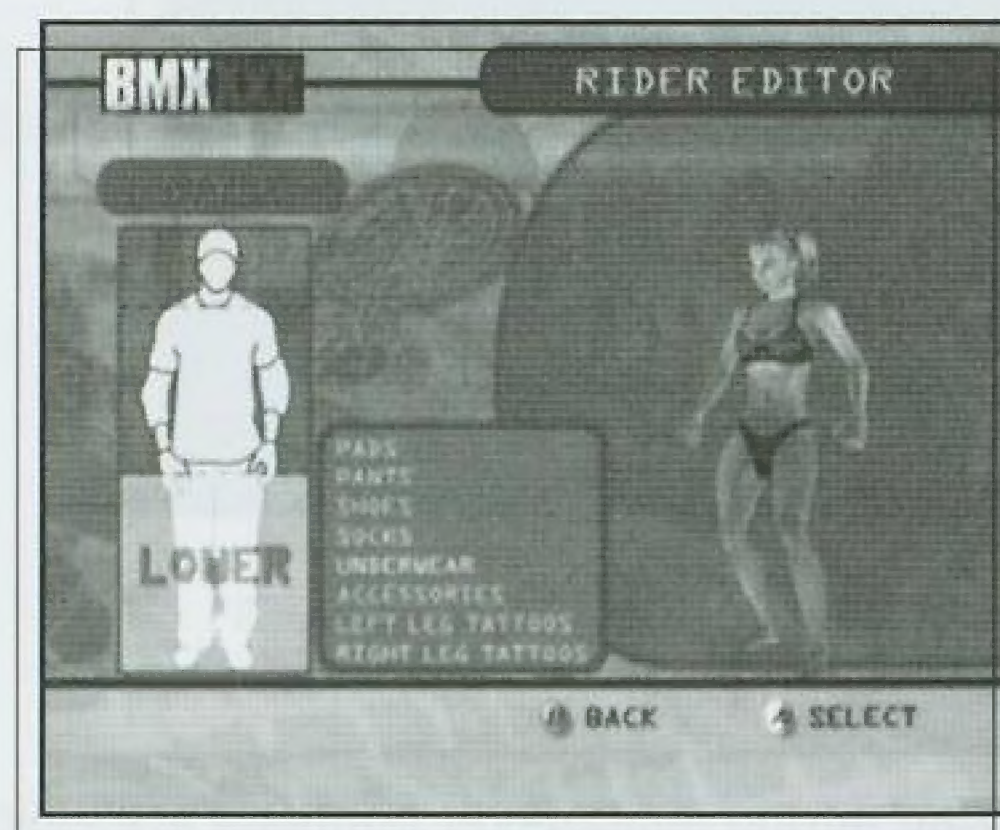 BMX
RIDER EDITOR
LOWER
PADS
PANTS
SHOES
SOCKS
UNDERWEAR
ACCESSORIES
LEFT LEG TATTOOS
RIGHT LEG TATTOOS
B BACK
A SELECT